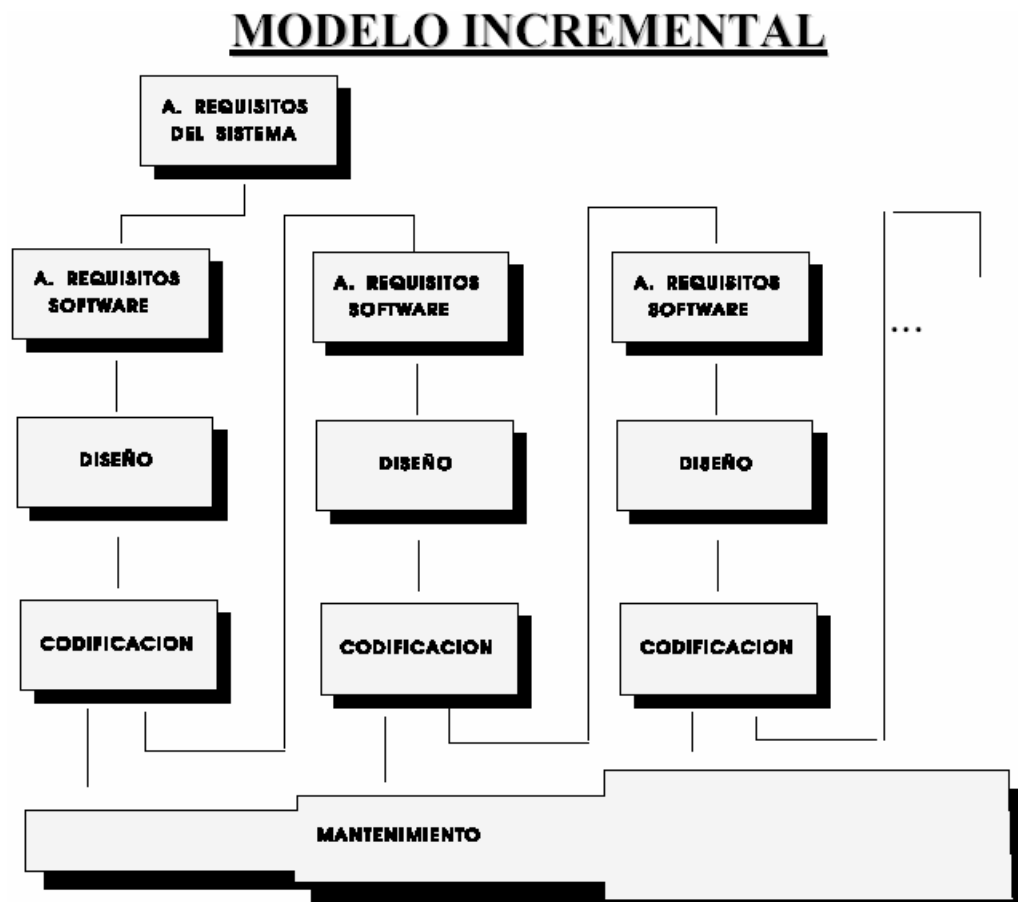 MODELO INCREMENTAL
A. REQUISITOS
DEL SISTEMA
A. REQUISITOS
SOFTWARE
DISEÑO
CODIFICACION
A. REQUISITOS
SOFTWARE
DISEÑO
CODIFICACION
A. REQUISITOS
SOFTWARE
DISEÑO
CODIFICACION
...
MANTENIMIENTO